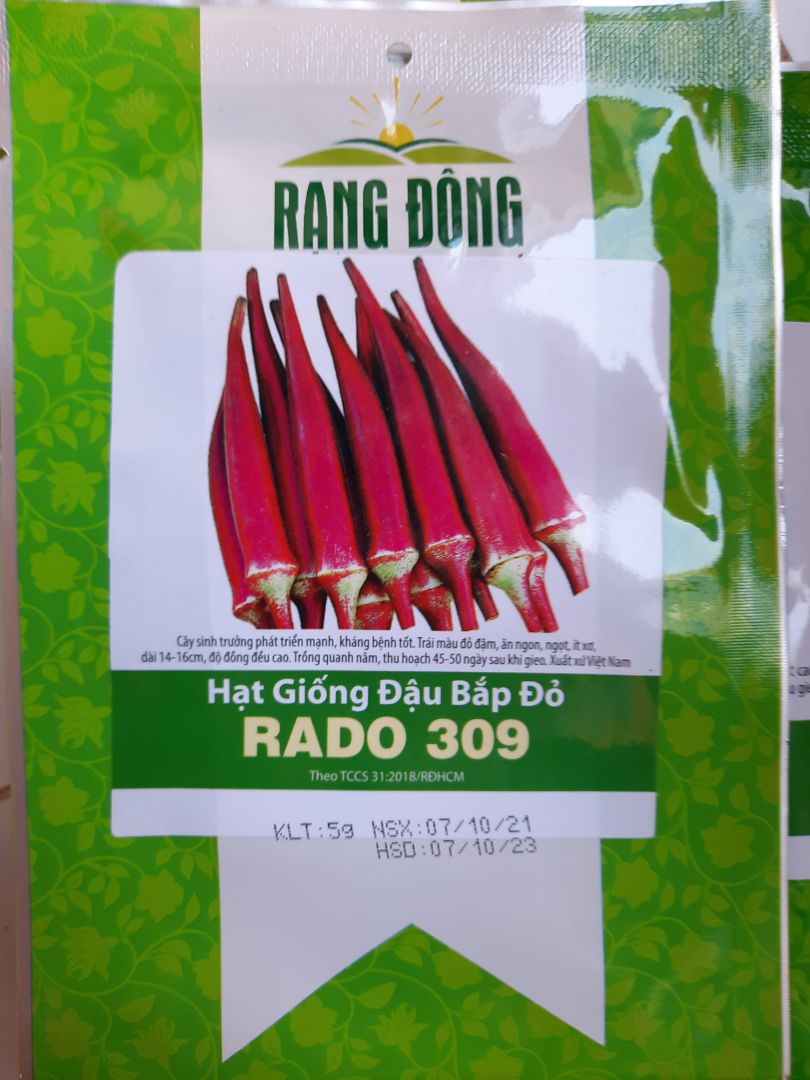 RẠNG ĐÔNG
Cây sinh trưởng phát triển mạnh, kháng bệnh tốt. Trái màu đỏ đậm, ăn ngon, ngọt, ít xơ,
dài 14-16cm, độ đồng đều cao. Trồng quanh năm, thu hoạch 45-50 ngày sau khi gieo. Xuất xứ Việt Nam
Hạt Giống Đậu Bắp Đỏ
RADO 309
Theo TCCS 31:2018/RĐHCM
KLT:5g NSX:07/10/21
HSD:07/10/23